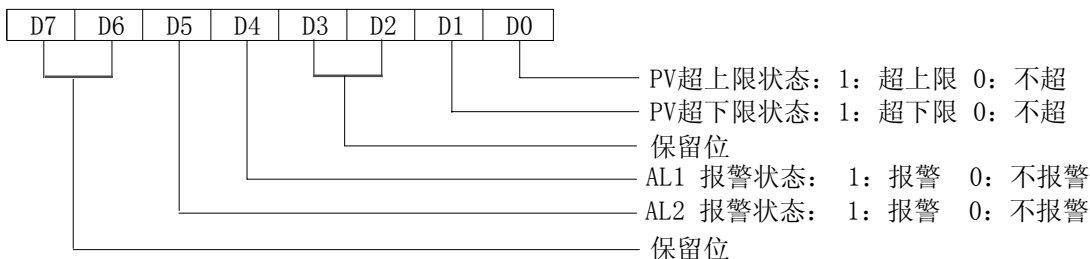 D7 D6 D5 D4 D3 D2 D1 D0
PV超上限状态：1：超上限 0：不超
PV超下限状态：1：超下限 0：不超
保留位
AL1 报警状态： 1：报警 0：不报警
AL2 报警状态： 1：报警 0：不报警
保留位